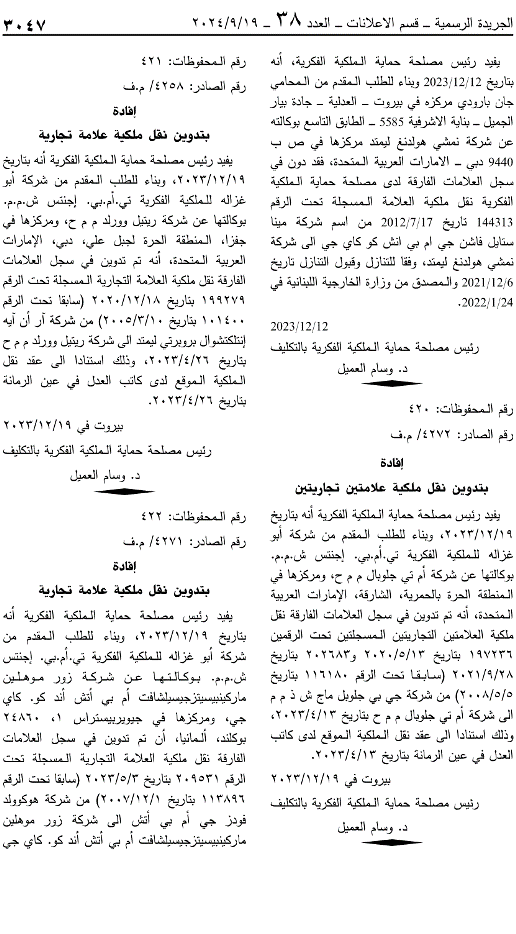 الجريدة الرسمية – قسم الاعلانات – العدد ٣٨ – ٢٠٢٤/٩/١٩
٣٠٤٧
يفيد رئيس مصلحة حماية الملكية الفكرية، أنه
بتاريخ 2023/12/12 وبناء للطلب المقدم من المحامي
جان بارودي مركزه في بيروت – العدلية – جادة بيار
الجميل – بناية الاشرفية 5585 – الطابق التاسع بوكالته
عن شركة نمشي هولدنغ ليمتد مركزها في ص ب
9440 دبي – الامارات العربية المتحدة، فقد دون في
سجل العلامات الفارقة لدى مصلحة حماية الملكية
الفكرية نقل ملكية العلامة المسجلة تحت الرقم
144313 تاريخ 2012/7/17 من اسم شركة مينا
ستايل فاشن جي ام بي اتش كو كاي جي الى شركة
نمشي هولدنغ ليمتد، وفقا للتنازل وقبول التنازل تاريخ
2021/12/6 والمصدق من وزارة الخارجية اللبنانية في
2022/1/24.
2023/12/12
رئيس مصلحة حماية الملكية الفكرية بالتكليف
د. وسام العميل
رقم المحفوظات: ٤٢٠
رقم الصادر: ٤٢٧٢/ م.ف
إفادة
بتدوين نقل ملكية علامتين تجاريتين
يفيد رئيس مصلحة حماية الملكية الفكرية أنه بتاريخ
٢٠٢٣/١٢/١٩، وبناء للطلب المقدم من شركة أبو
غزاله للملكية الفكرية تي.أم.بي. إجنتس ش.م.م.
بوكالتها عن شركة أم تي جلوبال م م ح، ومركزها في
المنطقة الحرة بالحمرية، الشارقة، الإمارات العربية
المتحدة، أنه تم تدوين في سجل العلامات الفارقة نقل
ملكية العلامتين التجاريتين المسجلتين تحت الرقمين
١٩٧٢٣٦ بتاريخ ٢٠٢٠/٥/١٣ و٢٠٢٦٨٣ بتاريخ
٢٠٢١/٩/٢٨ (سابقا تحت الرقم ١١٦١٨٠ تاريخ
٢٠٠٨/٥/٥) من شركة جي بي جلوبل ماج ش ذ م م
الى شركة أم تي جلوبال م م ح بتاريخ ٢٠٢٣/٤/١٣،
وذلك استنادا الى عقد نقل الملكية الموقع لدى كاتب
العدل في عين الرمانة بتاريخ ٢٠٢٣/٤/١٣.
بيروت في ٢٠٢٣/١٢/١٩
رئيس مصلحة حماية الملكية الفكرية بالتكليف
د. وسام العميل
رقم المحفوظات: ٤٢١
رقم الصادر: ٤٢٥٨/ م.ف
إفادة
بتدوين نقل ملكية علامة تجارية
يفيد رئيس مصلحة حماية الملكية الفكرية أنه بتاريخ
٢٠٢٣/١٢/١٩، وبناء للطلب المقدم من شركة أبو
غزاله للملكية الفكرية تي.أم.بي. إجنتس ش.م.م.
بوكالتها عن شركة ريتيل وورلد م م ح، ومركزها في
جفزا، المنطقة الحرة لجبل علي، دبي، الإمارات
العربية المتحدة، أنه تم تدوين في سجل العلامات
الفارقة نقل ملكية العلامة التجارية المسجلة تحت الرقم
١٩٩٢٧٩ بتاريخ ٢٠٢٠/١٢/١٨ (سابقا تحت الرقم
١٠١٤٠٠ بتاريخ ٢٠٠٥/٣/١٠) من شركة آر أن آيه
إنتلكتشوال بروبرتي ليمتد الى شركة ريتيل وورلد م م ح
بتاريخ ٢٠٢٣/٤/٢٦، وذلك استنادا الى عقد نقل
الملكية الموقع لدى كاتب العدل في عين الرمانة
بتاريخ ٢٠٢٣/٤/٢٦.
بيروت في ٢٠٢٣/١٢/١٩
رئيس مصلحة حماية الملكية الفكرية بالتكليف
د. وسام العميل
رقم المحفوظات: ٤٢٢
رقم الصادر: ٤٢٧١/ م.ف
إفادة
بتدوين نقل ملكية علامة تجارية
يفيد رئيس مصلحة حماية الملكية الفكرية أنه
بتاريخ ٢٠٢٣/١٢/١٩، وبناء للطلب المقدم من
شركة أبو غزاله للملكية الفكرية تي.أم.بي. إجنتس
ش.م.م. بوكالتها عن شركة زور موهلين
ماركينبيسيتزجيسيلشافت أم بي أتش أند كو. كاي
جي، ومركزها في جيويربيستراس ١، ٢٤٨٦٠
بوكلند، ألمانيا، أن تم تدوين في سجل العلامات
الفارقة نقل ملكية العلامة التجارية المسجلة تحت
الرقم ٢٠٩٥٣١ بتاريخ ٢٠٢٣/٥/٣ (سابقا تحت الرقم
١١٣٨٩٦ بتاريخ ٢٠٠٧/١٢/١) من شركة هوكوولد
فودز جي أم بي أتش الى شركة زور موهلين
ماركينبيسيتزجيسيلشافت أم بي أتش أند كو. كاي جي